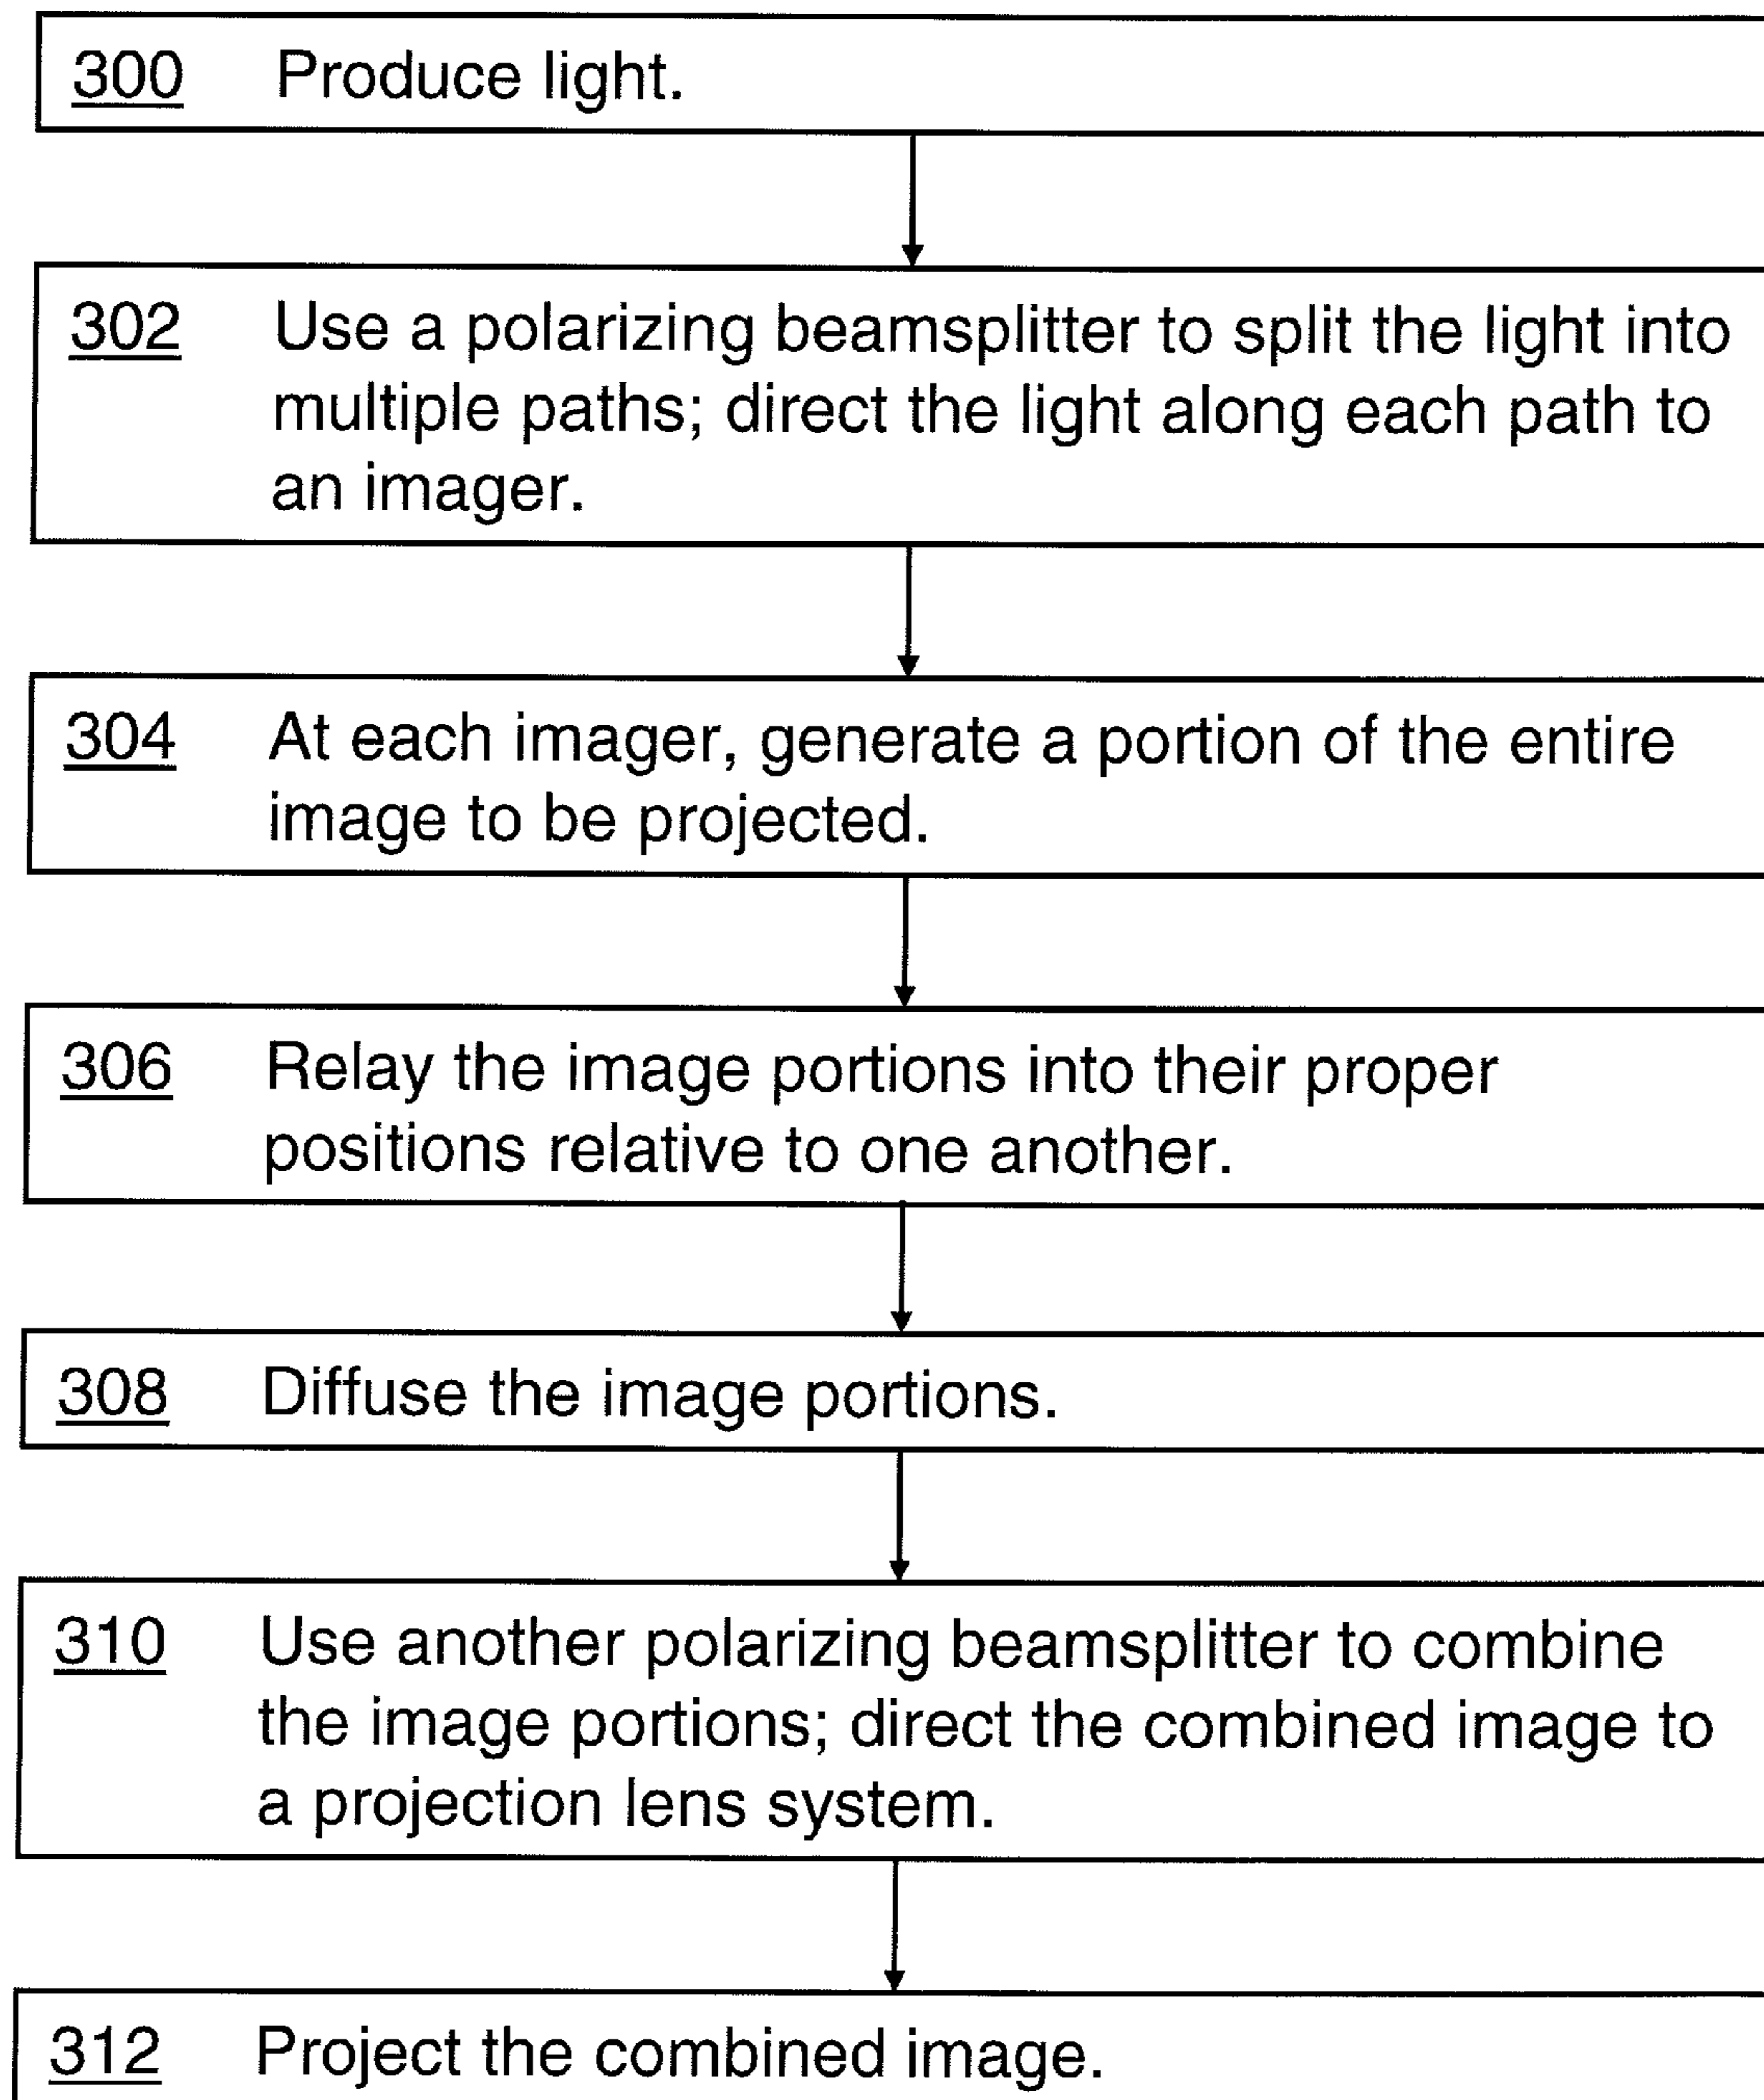 300 Produce light.
302 Use a polarizing beamsplitter to split the light into
multiple paths; direct the light along each path to
an imager.
304 At each imager, generate a portion of the entire
image to be projected.
306 Relay the image portions into their proper
positions relative to one another.
308 Diffuse the image portions.
310 Use another polarizing beamsplitter to combine
the image portions; direct the combined image to
a projection lens system.
312 Project the combined image.